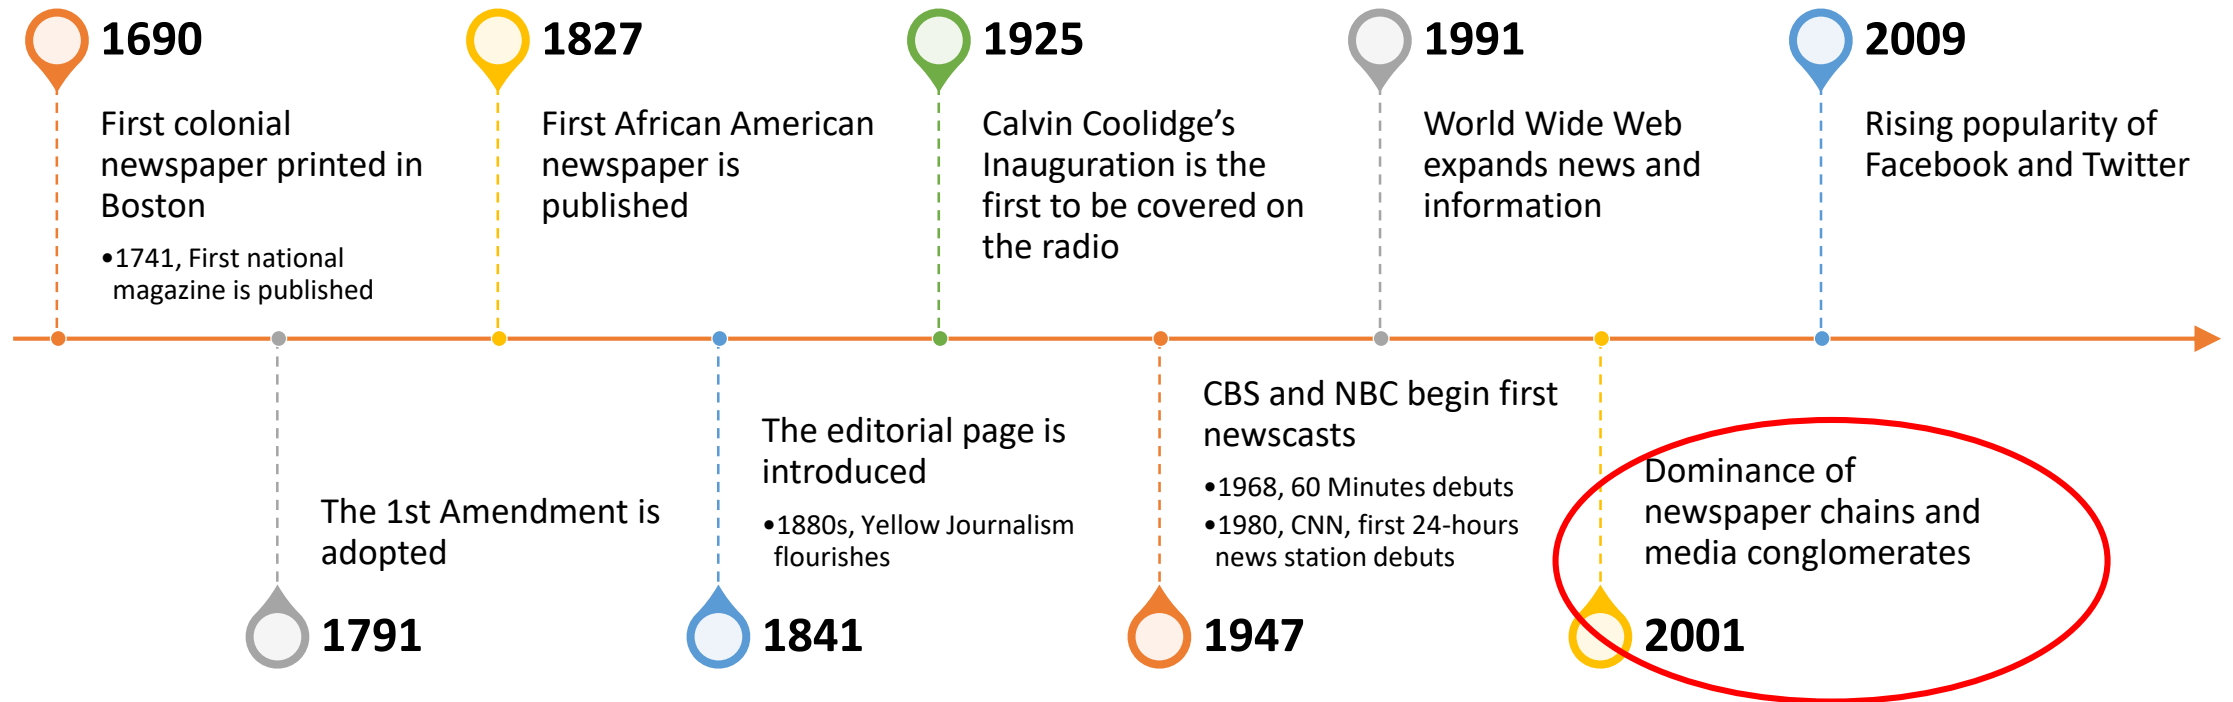 1690
First colonial
newspaper printed in
Boston
•1741, First national
magazine is published
1791
The 1st Amendment is
adopted
1827
First African American
newspaper is
published
1841
The editorial page is
introduced
•1880s, Yellow Journalism
flourishes
1925
Calvin Coolidge’s
Inauguration is the
first to be covered on
the radio
1947
CBS and NBC begin first
newscasts
•1968, 60 Minutes debuts
•1980, CNN, first 24-hours
news station debuts
1991
World Wide Web
expands news and
information
2001
Dominance of
newspaper chains and
media conglomerates
2009
Rising popularity of
Facebook and Twitter